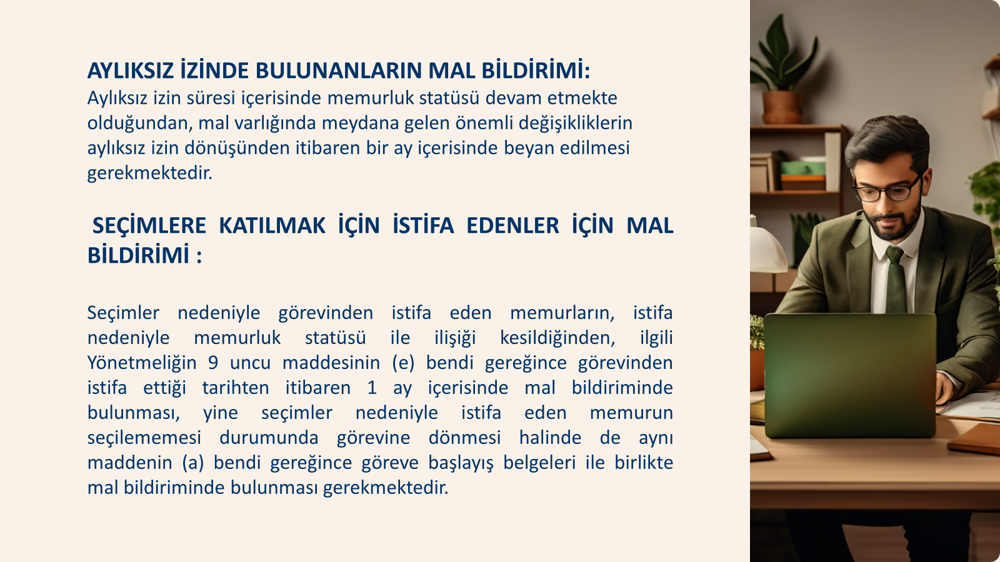 AYLIKSIZ İZİNDE BULUNANLARIN MAL BİLDİRİMİ:
Aylıksız izin süresi içerisinde memurluk statüsü devam etmekte
olduğundan, mal varlığında meydana gelen önemli değişikliklerin
aylıksız izin dönüşünden itibaren bir ay içerisinde beyan edilmesi
gerekmektedir.
SEÇİMLERE KATILMAK İÇİN İSTİFA EDENLER İÇİN MAL
BİLDİRİMİ :
Seçimler nedeniyle görevinden istifa eden memurların, istifa
nedeniyle memurluk statüsü ile ilişiği kesildiğinden, ilgili
Yönetmeliğin 9 uncu maddesinin (e) bendi gereğince görevinden
istifa ettiği tarihten itibaren 1 ay içerisinde mal bildiriminde
bulunması, yine seçimler nedeniyle istifa eden memurun
seçilememesi durumunda görevine dönmesi halinde de aynı
maddenin (a) bendi gereğince göreve başlayış belgeleri ile birlikte
mal bildiriminde bulunması gerekmektedir.